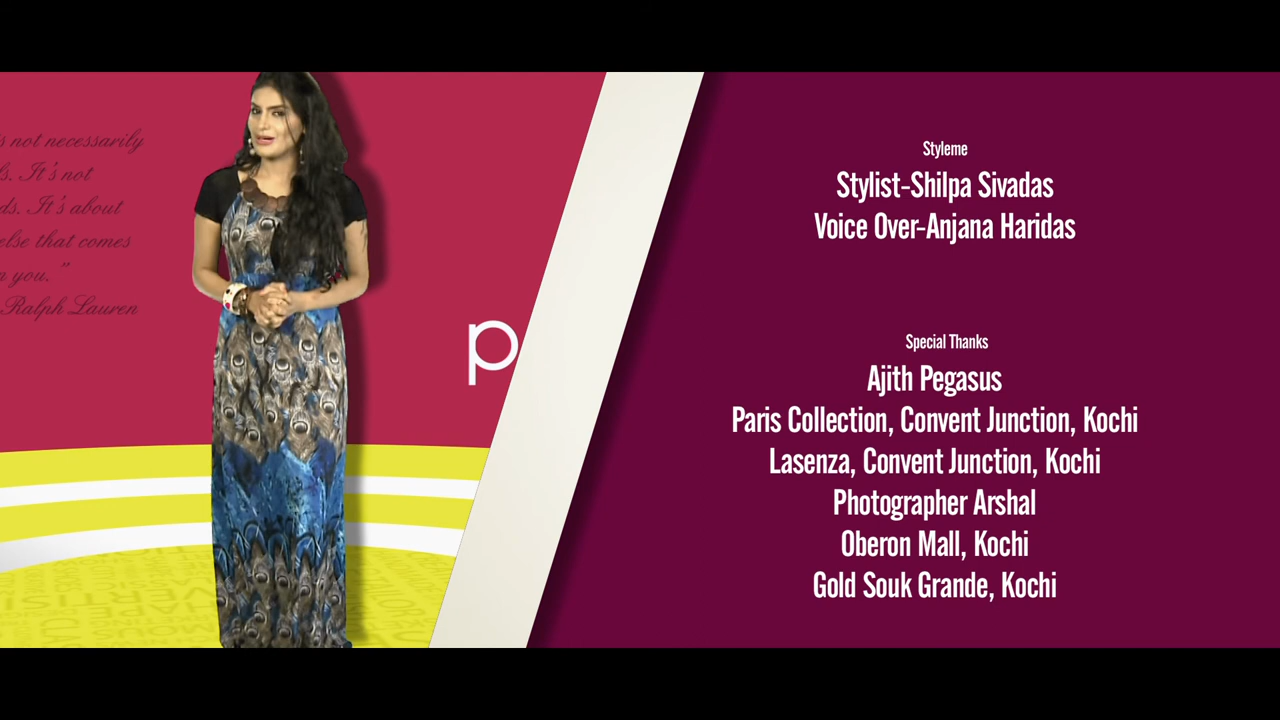 s not necessarily
s. It's not
ds. It's about
else that comes
n you. "
Ralph Lauren
p
Styleme
Stylist-Shilpa Sivadas
Voice Over-Anjana Haridas
Special Thanks
Ajith Pegasus
Paris Collection, Convent Junction, Kochi
Lasenza, Convent Junction, Kochi
Photographer Arshal
Oberon Mall, Kochi
Gold Souk Grande, Kochi